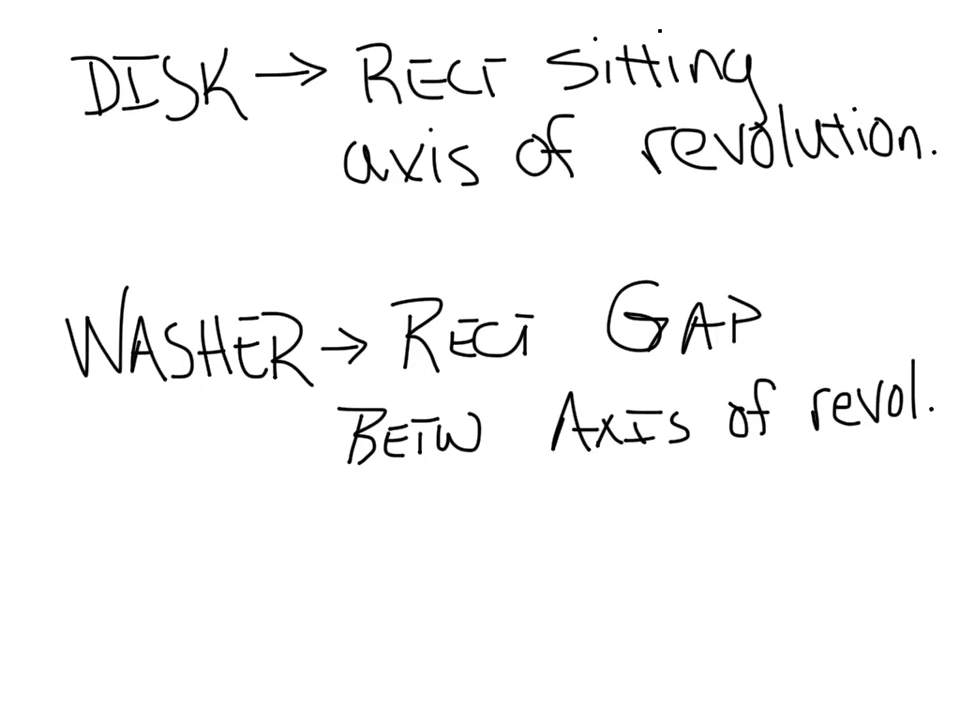 DISK → RECT sitting
axis of revolution.
WASHER → RECT GAP
BETW AXIS of revol.